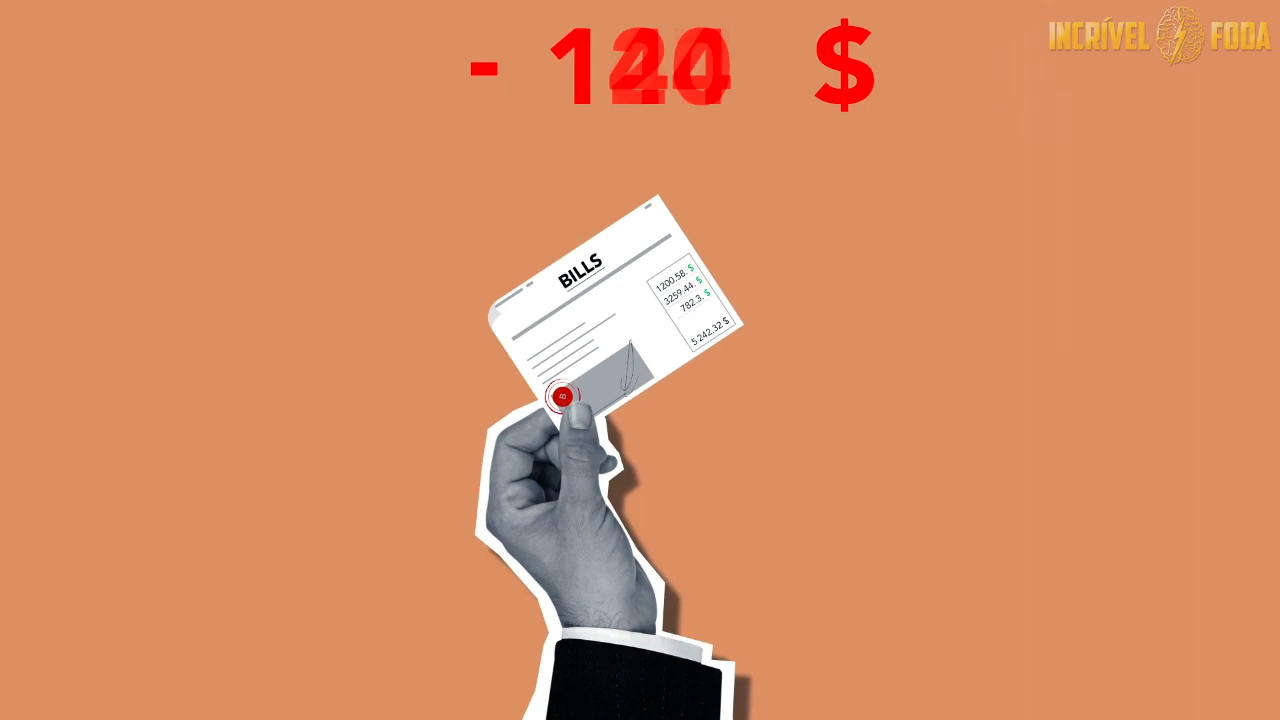 - $
INCRÍVEL FODA
BILLS
1200.58. $
3259.44. $
782.3. $
5 242.32 $